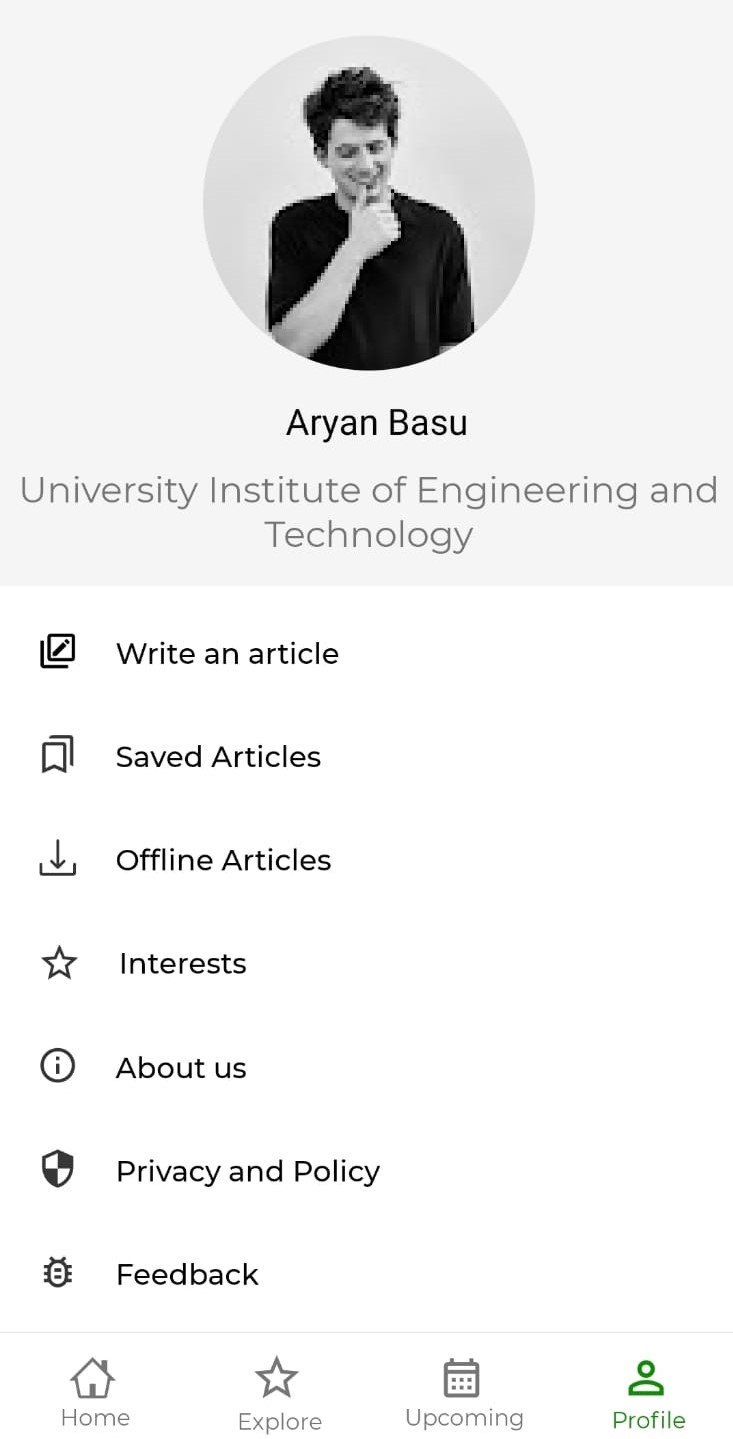 Aryan Basu
University Institute of Engineering and
Technology
Write an article
Saved Articles
Offline Articles
Interests
About us
Privacy and Policy
Feedback
Home
Explore
Upcoming
Profile